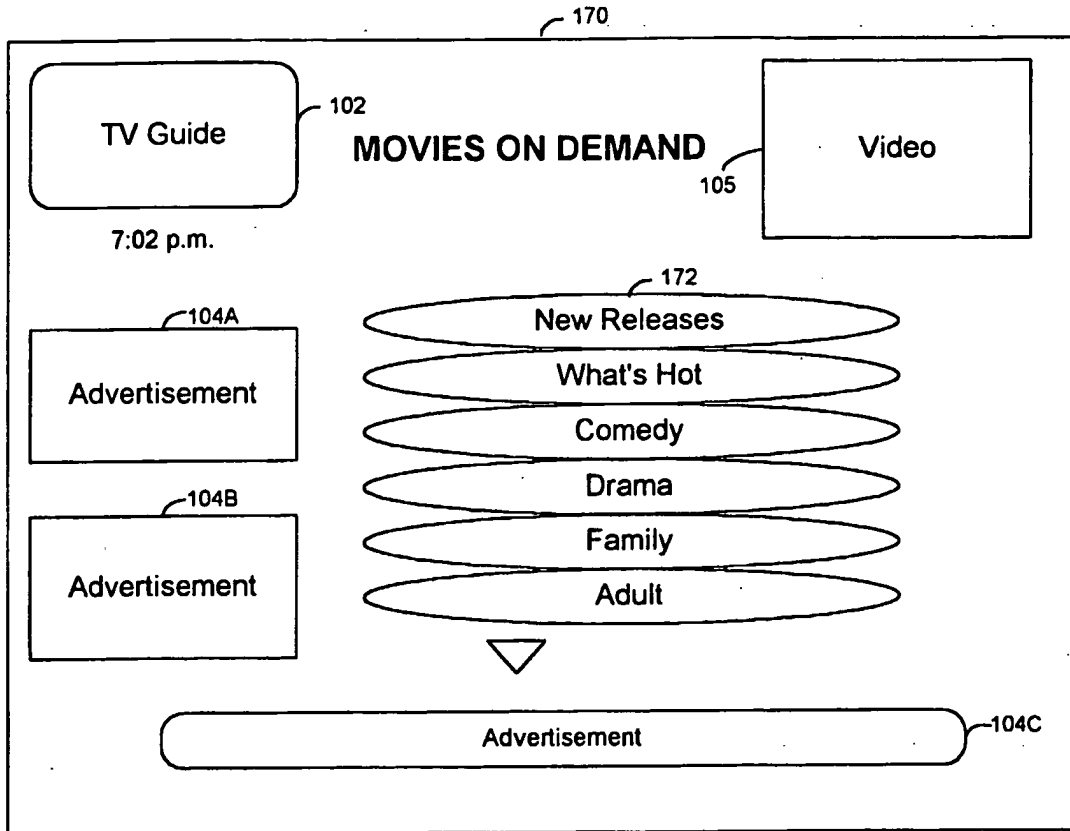 170
TV Guide
102
MOVIES ON DEMAND
105
Video
7:02 p.m.
172
New Releases
What's Hot
Comedy
Drama
Family
Adult
104A
Advertisement
104B
Advertisement
Advertisement
104C